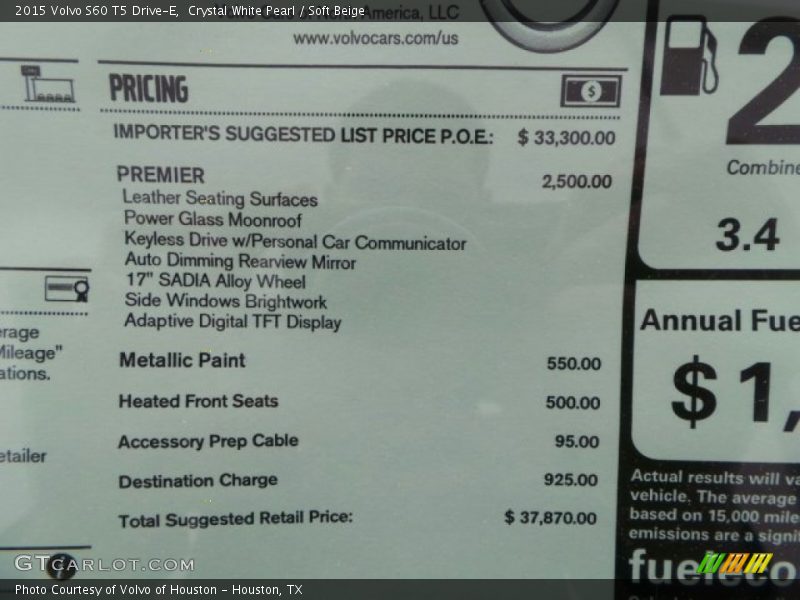 2015 Volvo S60 T5 Drive-E, Crystal White Pearl / Soft Beige
Cars of North America, LLC
www.volvocars.com/us
PRICING
$
IMPORTER'S SUGGESTED LIST PRICE P.O.E.: $ 33,300.00
PREMIER 2,500.00
Leather Seating Surfaces
Power Glass Moonroof
Keyless Drive w/Personal Car Communicator
Auto Dimming Rearview Mirror
17" SADIA Alloy Wheel
Side Windows Brightwork
Adaptive Digital TFT Display
Metallic Paint 550.00
Heated Front Seats 500.00
Accessory Prep Cable 95.00
Destination Charge 925.00
Total Suggested Retail Price: $ 37,870.00
erage
Mileage"
ations.
etailer
2
Combine
3.4
Annual Fue
$ 1,
Actual results will va
vehicle. The average
based on 15,000 mile
emissions are a signi
fueleco
GTCARLOT.COM
Photo Courtesy of Volvo of Houston - Houston, TX